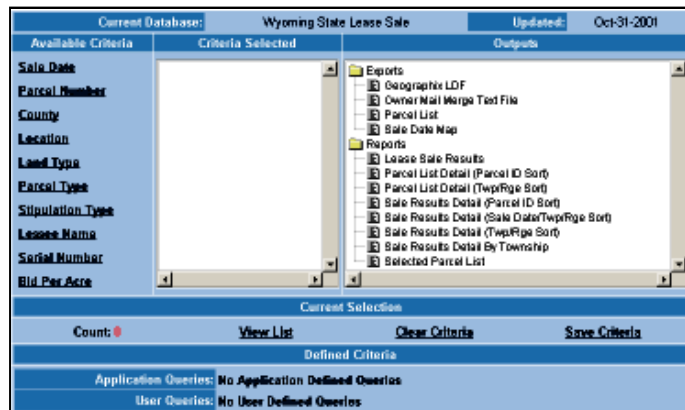 Current Database: Wyoming State Lease Sale Updated: Oct-31-2001
Available Criteria Criteria Selected Outputs
Sale Date
Parcel Number
County
Location
Land Type
Parcel Type
Stipulation Type
Lessee Name
Serial Number
Bid Per Acre
Exports
Geographix LDF
Owner Mail Merge Text File
Parcel List
Sale Date Map
Reports
Lease Sale Results
Parcel List Detail (Parcel ID Sort)
Parcel List Detail (Twp/Rge Sort)
Sale Results Detail (Parcel ID Sort)
Sale Results Detail (Sale Date/Twp/Rge Sort)
Sale Results Detail (Twp/Rge Sort)
Sale Results Detail By Township
Selected Parcel List
Current Selection
Count: 0 View List Clear Criteria Save Criteria
Defined Criteria
Application Queries: No Application Defined Queries
User Queries: No User Defined Queries